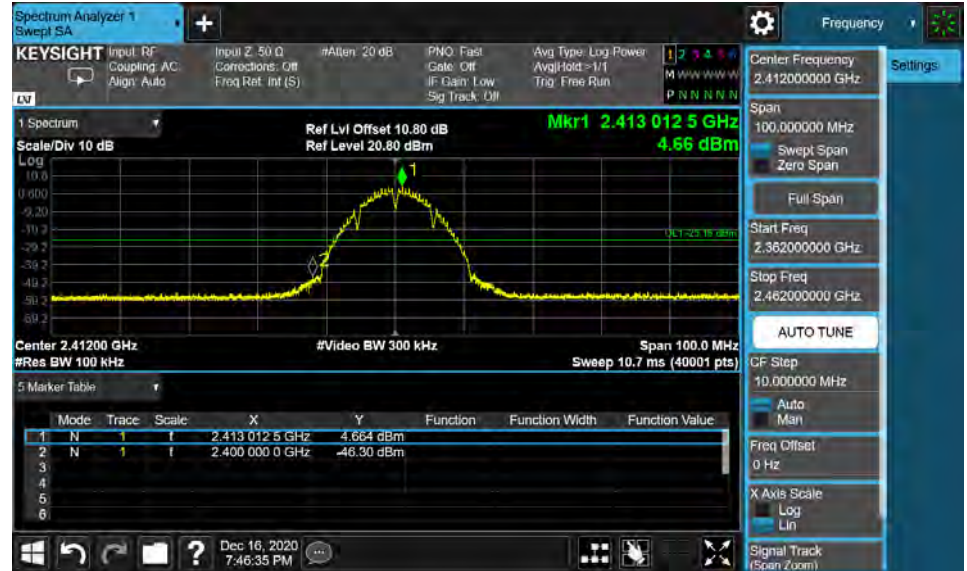 Spectrum Analyzer 1
Swept SA
+
Frequency
KEYSIGHT
Input: RF
Coupling: AC
Align: Auto
Input Z: 50 Ω
Corrections: Off
Freq Ref: Int (S)
#Atten: 20 dB
PNO: Fast
Gate: Off
IF Gain: Low
Sig Track: Off
Avg Type: Log-Power
Avg|Hold:>1/1
Trig: Free Run
1 2 3 4 5 6
M W W W W W
P N N N N N
LXI
Settings
Center Frequency
2.412000000 GHz
Span
100.000000 MHz
Swept Span
Zero Span
Full Span
Start Freq
2.362000000 GHz
Stop Freq
2.462000000 GHz
AUTO TUNE
CF Step
10.000000 MHz
Auto
Man
Freq Offset
0 Hz
X Axis Scale
Log
Lin
Signal Track
(Span Zoom)
1 Spectrum
Scale/Div 10 dB
Ref Lvl Offset 10.80 dB
Ref Level 20.80 dBm
Mkr1 2.413 012 5 GHz
4.66 dBm
Log
10.8
0.800
-9.20
-19.2
-29.2
-39.2
-49.2
-59.2
-69.2
1
2
Center 2.41200 GHz
#Video BW 300 kHz
Span 100.0 MHz
#Res BW 100 kHz
Sweep 10.7 ms (40001 pts)
5 Marker Table
Mode Trace Scale X Y Function Function Width Function Value
1 N 1 f 2.413 012 5 GHz 4.664 dBm
2 N 1 f 2.400 000 0 GHz -46.30 dBm
3
4
5
6
?
Dec 16, 2020
7:46:35 PM